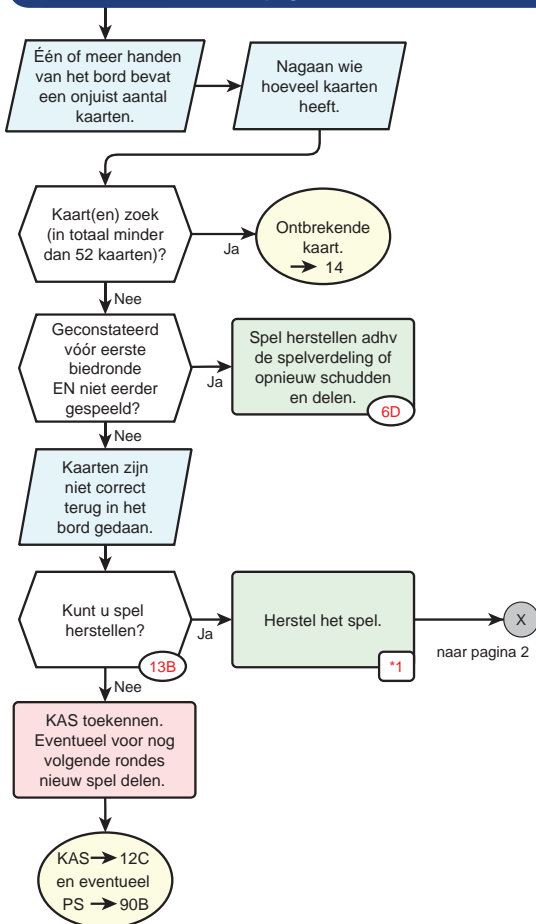 Één of meer handen
van het bord bevat
een onjuist aantal
kaarten.
Nagaan wie
hoeveel kaarten
heeft.
Kaart(en) zoek
(in totaal minder
dan 52 kaarten)?
Ja
Ontbrekende
kaart.
→ 14
Nee
Geconstateerd
vóór eerste
biedronde
EN niet eerder
gespeeld?
Ja
Spel herstellen adhv
de spelverdeling of
opnieuw schudden
en delen.
6D
Nee
Kaarten zijn
niet correct
terug in het
bord gedaan.
Kunt u spel
herstellen?
13B
Ja
Herstel het spel.
*1
X
naar pagina 2
Nee
KAS toekennen.
Eventueel voor nog
volgende rondes
nieuw spel delen.
KAS → 12C
en eventueel
PS → 90B